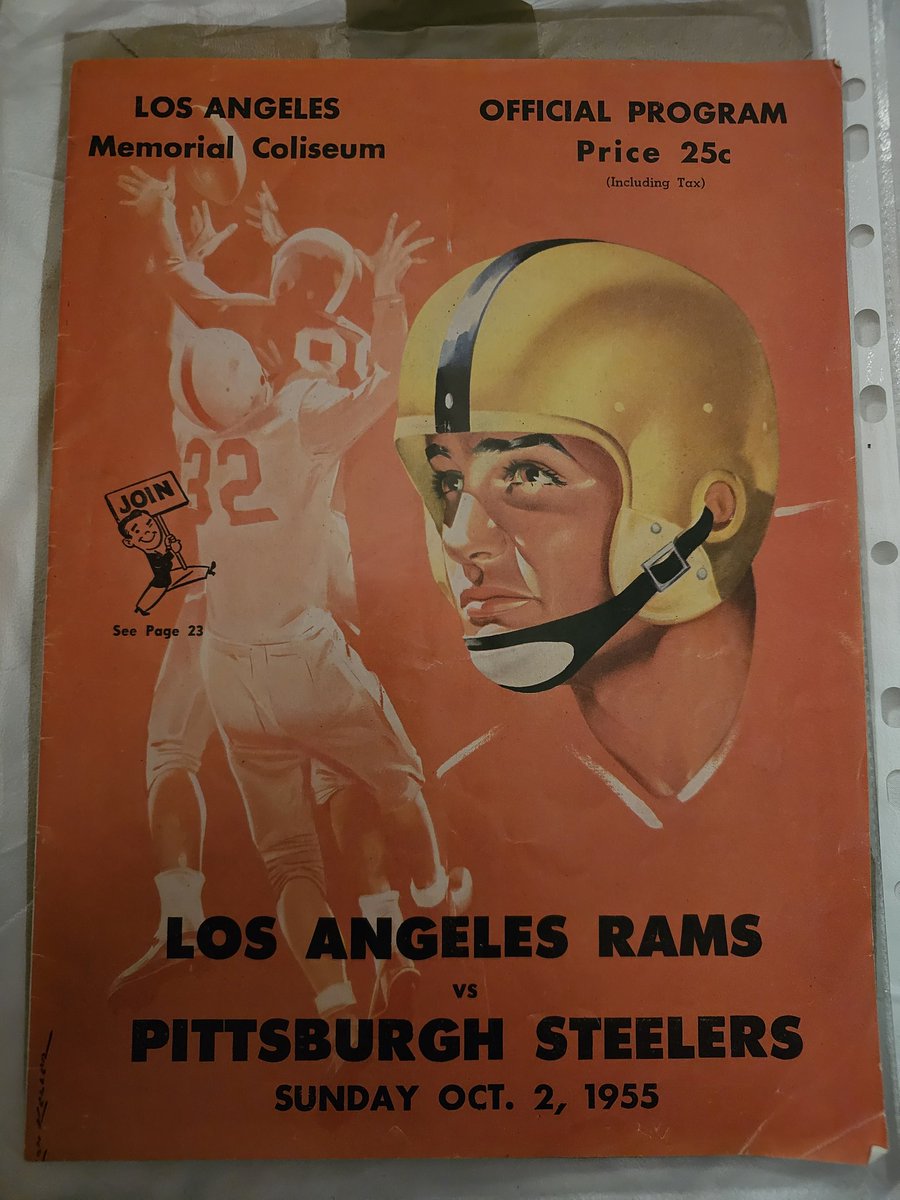 LOS ANGELES
Memorial Coliseum
OFFICIAL PROGRAM
Price 25c
(Including Tax)
32
JOIN
See Page 23
LOS ANGELES RAMS
vs
PITTSBURGH STEELERS
SUNDAY OCT. 2, 1955